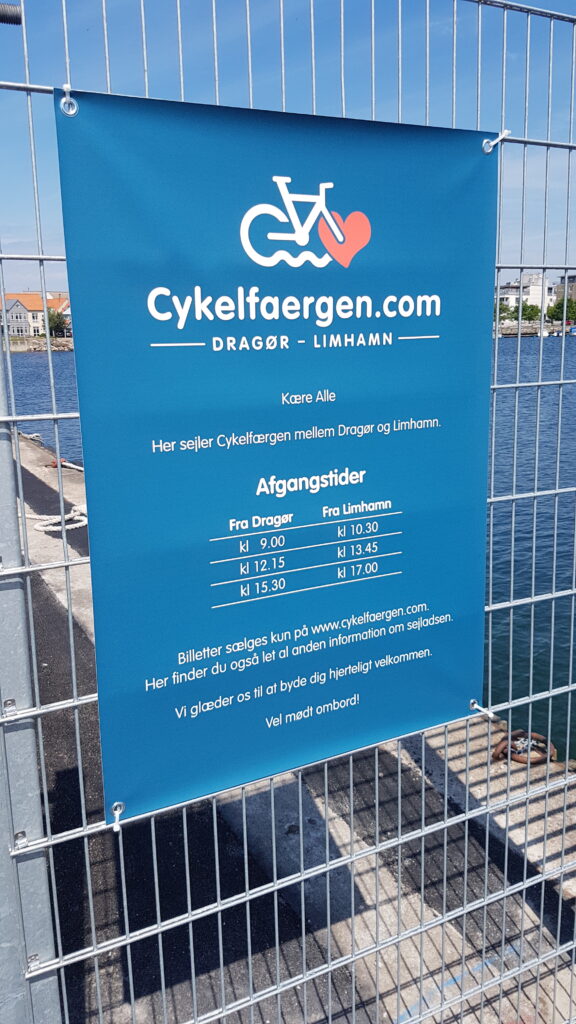 Cykelfaergen.com
DRAGØR - LIMHAMN
Kære Alle
Her sejler Cykelfærgen mellem Dragør og Limhamn.
Afgangstider
Fra Dragør Fra Limhamn
kl 9.00 kl 10.30
kl 12.15 kl 13.45
kl 15.30 kl 17.00
Billetter sælges kun på www.cykelfaergen.com.
Her finder du også let al anden information om sejladsen.
Vi glæder os til at byde dig hjerteligt velkommen.
Vel mødt ombord!